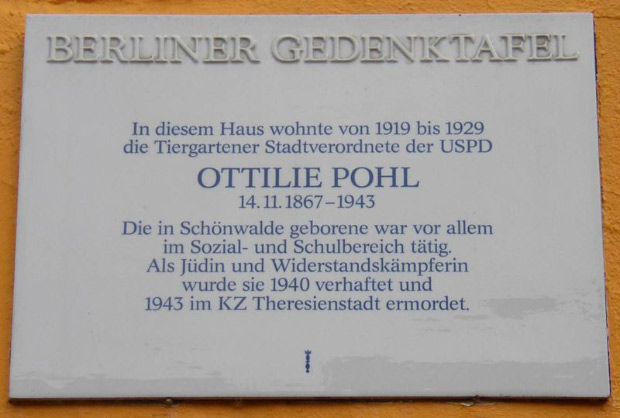 BERLINER GEDENKTAFEL
In diesem Haus wohnte von 1919 bis 1929
die Tiergartener Stadtverordnete der USPD
OTTILIE POHL
14.11.1867–1943
Die in Schönwalde geborene war vor allem
im Sozial- und Schulbereich tätig.
Als Jüdin und Widerstandskämpferin
wurde sie 1940 verhaftet und
1943 im KZ Theresienstadt ermordet.